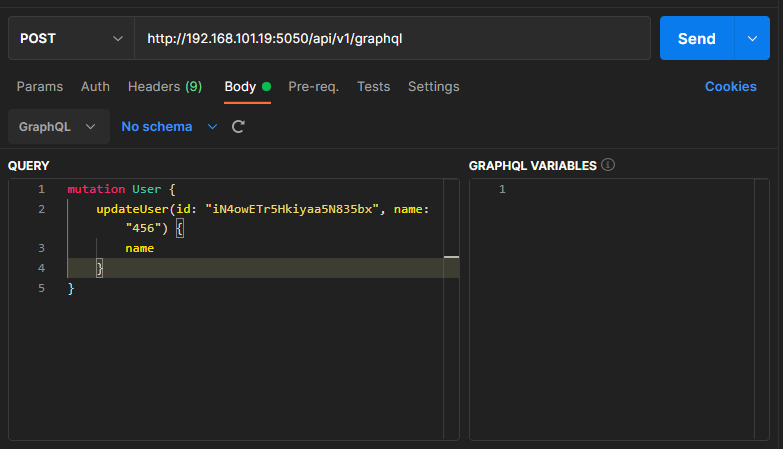 POST http://192.168.101.19:5050/api/v1/graphql Send
Params Auth Headers (9) Body Pre-req. Tests Settings Cookies
GraphQL No schema
QUERY GRAPHQL VARIABLES
1 mutation User { 1
2 updateUser(id: "iN4owETr5Hkiyaa5N835bx", name:
"456") {
3 name
4 }
5 }